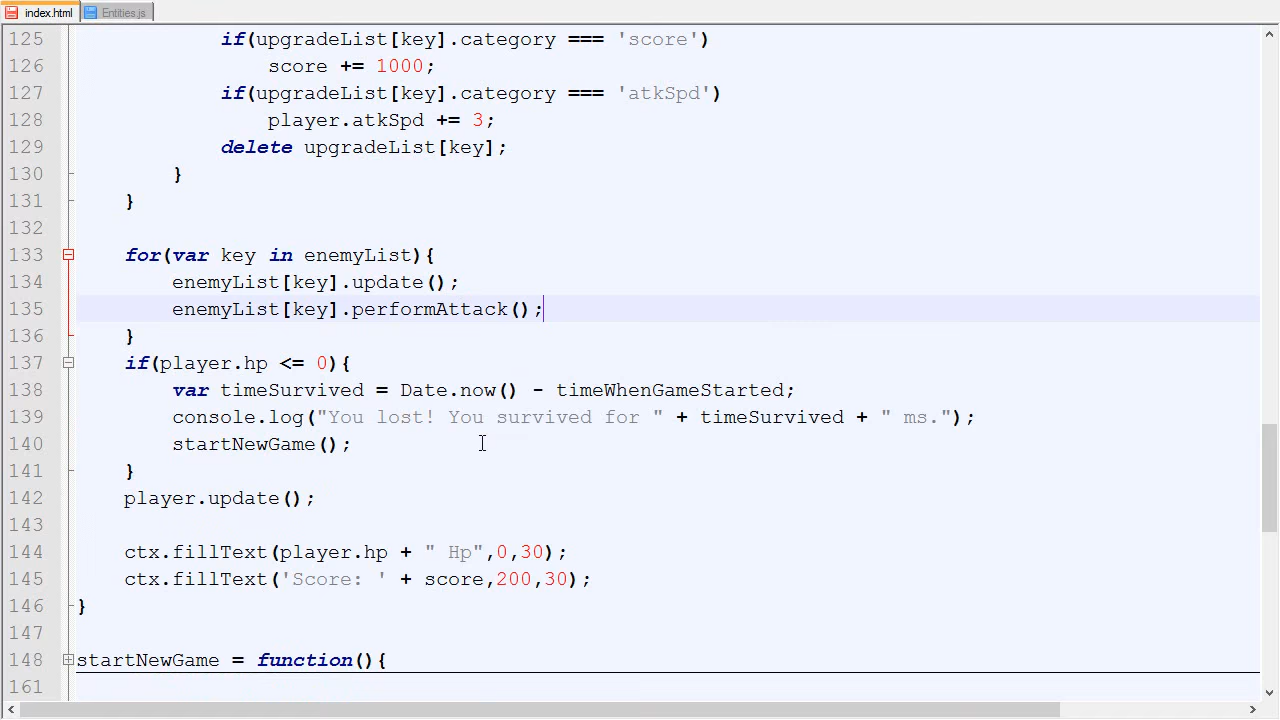 index.html Entities.js
125 if(upgradeList[key].category === 'score')
126 score += 1000;
127 if(upgradeList[key].category === 'atkSpd')
128 player.atkSpd += 3;
129 delete upgradeList[key];
130 }
131 }
132
133 for(var key in enemyList){
134 enemyList[key].update();
135 enemyList[key].performAttack();
136 }
137 if(player.hp <= 0){
138 var timeSurvived = Date.now() - timeWhenGameStarted;
139 console.log("You lost! You survived for " + timeSurvived + " ms.");
140 startNewGame();
141 }
142 player.update();
143
144 ctx.fillText(player.hp + " Hp",0,30);
145 ctx.fillText('Score: ' + score,200,30);
146 }
147
148 startNewGame = function(){
161